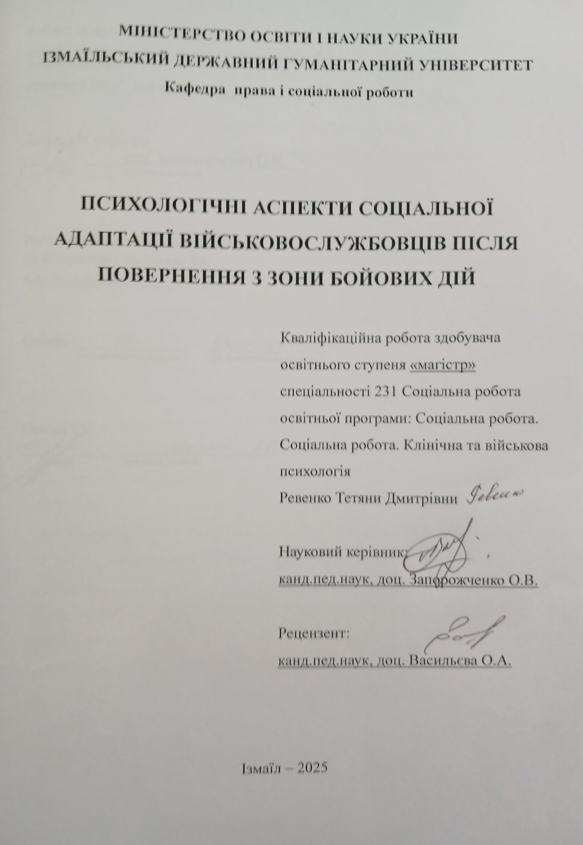 МІНІСТЕРСТВО ОСВІТИ І НАУКИ УКРАЇНИ
ІЗМАЇЛЬСЬКИЙ ДЕРЖАВНИЙ ГУМАНІТАРНИЙ УНІВЕРСИТЕТ
Кафедра права і соціальної роботи
ПСИХОЛОГІЧНІ АСПЕКТИ СОЦІАЛЬНОЇ
АДАПТАЦІЇ ВІЙСЬКОВОСЛУЖБОВЦІВ ПІСЛЯ
ПОВЕРНЕННЯ З ЗОНИ БОЙОВИХ ДІЙ
Кваліфікаційна робота здобувача
освітнього ступеня «магістр»
спеціальності 231 Соціальна робота
освітньої програми: Соціальна робота.
Соціальна робота. Клінічна та військова
психологія
Ревенко Тетяни Дмитрівни
Науковий керівник:
канд.пед.наук, доц. Запорожченко О.В.
Рецензент:
канд.пед.наук, доц. Васильєва О.А.
Ізмаїл – 2025